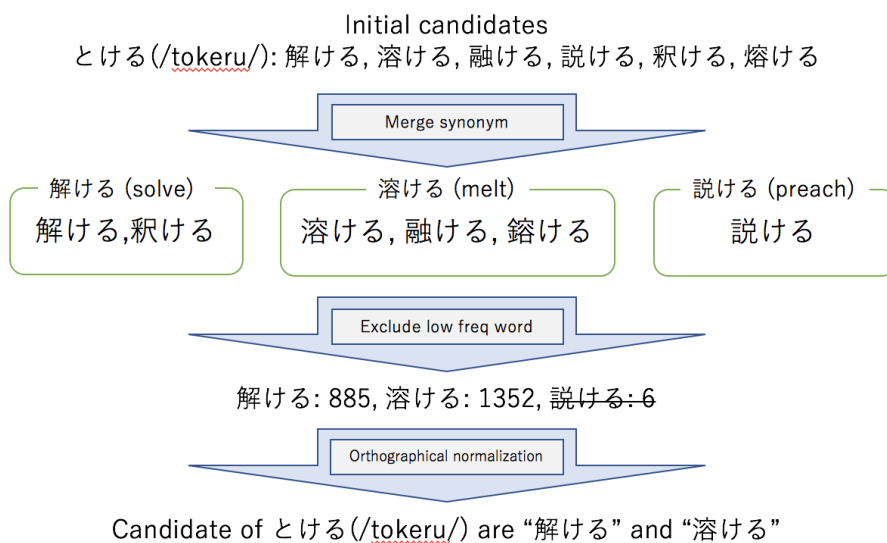 Initial candidates
とける(/tokeru/): 解ける, 溶ける, 融ける, 説ける, 釈ける, 熔ける
Merge synonym
解ける (solve)
解ける,釈ける
溶ける (melt)
溶ける, 融ける, 鎔ける
説ける (preach)
説ける
Exclude low freq word
解ける: 885, 溶ける: 1352, 説ける: 6
Orthographical normalization
Candidate of とける(/tokeru/) are “解ける” and “溶ける”